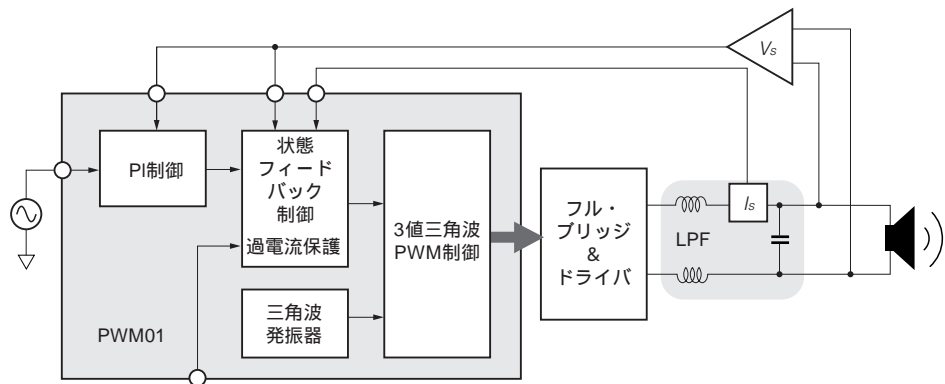 Vs
PI制御
状態
フィード
バック
制御
過電流保護
3値三角波
PWM制御
三角波
発振器
PWM01
フル・
ブリッジ
&
ドライバ
Is
LPF